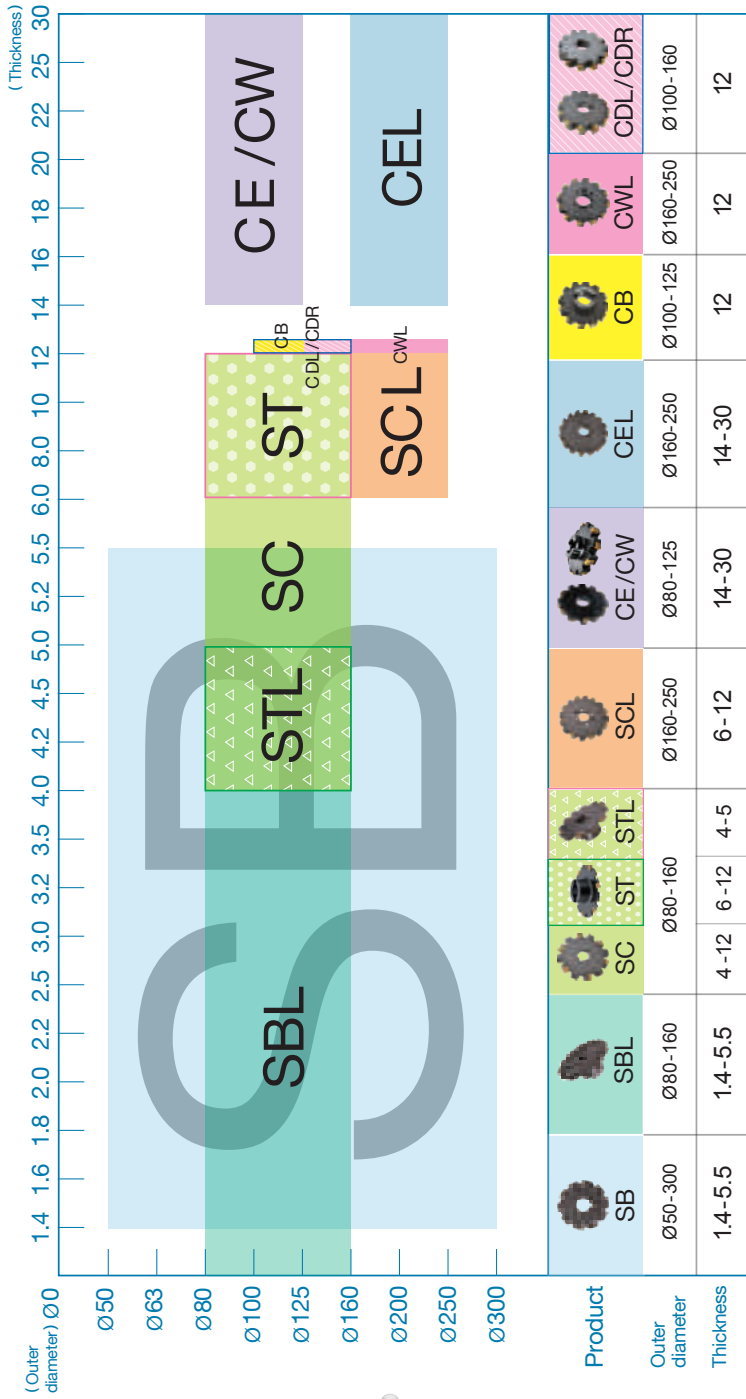 (Thickness)
1.4 1.6 1.8 2.0 2.2 2.5 3.0 3.2 3.5 4.0 4.2 4.5 5.0 5.2 5.5 6.0 8.0 10 12 14 16 18 20 22 25 30
(Outer
diameter)
Ø0
Ø50
Ø63
Ø80
Ø100
Ø125
Ø160
Ø200
Ø250
Ø300
SB
SBL
STL
SC
ST
SCL
CB
CDL/CDR
CWL
CE/CW
CEL
Product SB SBL SC ST STL SCL CE/CW CEL CB CWL CDL/CDR
Outer
diameter
Ø50-300 Ø80-160 Ø80-160 Ø160-250 Ø80-125 Ø160-250 Ø100-125 Ø160-250 Ø100-160
Thickness 1.4-5.5 1.4-5.5 4-12 6-12 4-5 6-12 14-30 14-30 12 12 12